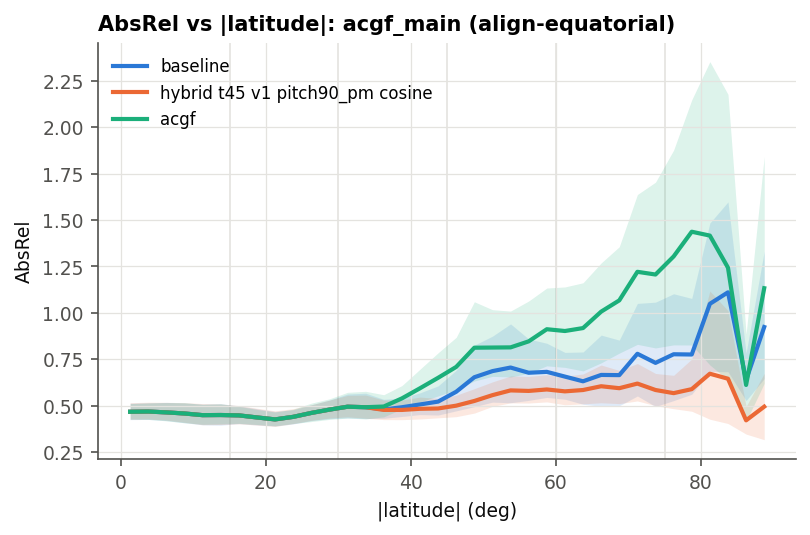 AbsRel vs |latitude|: acgf_main (align-equatorial)
baseline
hybrid t45 v1 pitch90_pm cosine
acgf
AbsRel
2.25
2.00
1.75
1.50
1.25
1.00
0.75
0.50
0.25
0 20 40 60 80
|latitude| (deg)